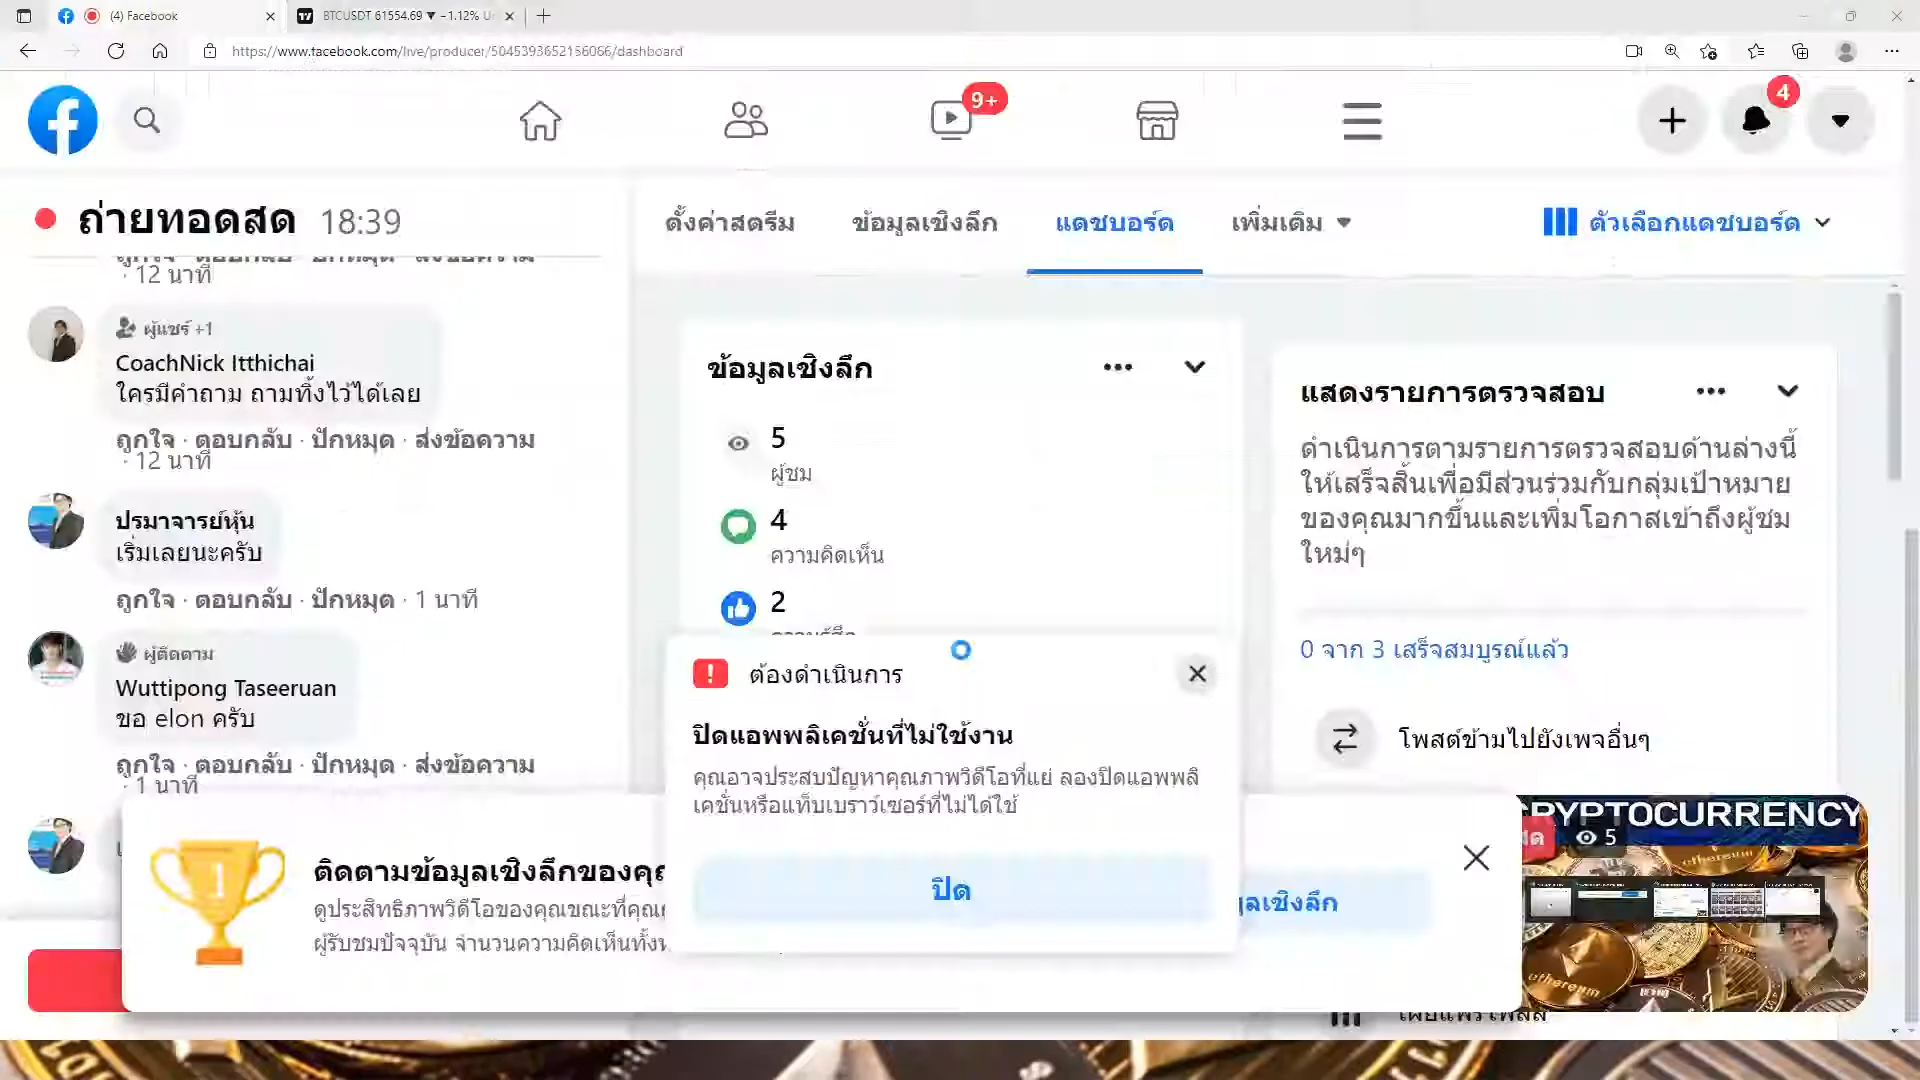 (4) Facebook
BTCUSDT 61554.69 ▼ −1.12%
https://www.facebook.com/live/producer/5045393652156066/dashboard
9+
4
ถ่ายทอดสด 18:39
ตั้งค่าสตรีม
ข้อมูลเชิงลึก
แดชบอร์ด
เพิ่มเติม
ตัวเลือกแดชบอร์ด
ถูกใจ · ตอบกลับ · ปักหมุด · ส่งข้อความ
· 12 นาที
ผู้แชร์ +1
CoachNick Itthichai
ใครมีคำถาม ถามทิ้งไว้ได้เลย
ถูกใจ · ตอบกลับ · ปักหมุด · ส่งข้อความ
· 12 นาที
ปรมาจารย์หุ้น
เริ่มเลยนะครับ
ถูกใจ · ตอบกลับ · ปักหมุด · 1 นาที
ผู้ติดตาม
Wuttipong Taseeruan
ขอ elon ครับ
ถูกใจ · ตอบกลับ · ปักหมุด · ส่งข้อความ
· 1 นาที
ข้อมูลเชิงลึก
5
ผู้ชม
4
ความคิดเห็น
2
แสดงรายการตรวจสอบ
ดำเนินการตามรายการตรวจสอบด้านล่างนี้
ให้เสร็จสิ้นเพื่อมีส่วนร่วมกับกลุ่มเป้าหมาย
ของคุณมากขึ้นและเพิ่มโอกาสเข้าถึงผู้ชม
ใหม่ๆ
0 จาก 3 เสร็จสมบูรณ์แล้ว
โพสต์ข้ามไปยังเพจอื่นๆ
ต้องดำเนินการ
ปิดแอพพลิเคชั่นที่ไม่ใช้งาน
คุณอาจประสบปัญหาคุณภาพวิดีโอที่แย่ ลองปิดแอพพลิ
เคชั่นหรือแท็บเบราว์เซอร์ที่ไม่ได้ใช้
ปิด
1
ติดตามข้อมูลเชิงลึกของคุณ
ดูประสิทธิภาพวิดีโอของคุณขณะที่คุณ
ผู้รับชมปัจจุบัน จำนวนความคิดเห็น
CRYPTOCURRENCY
5
ethereum
ethereum